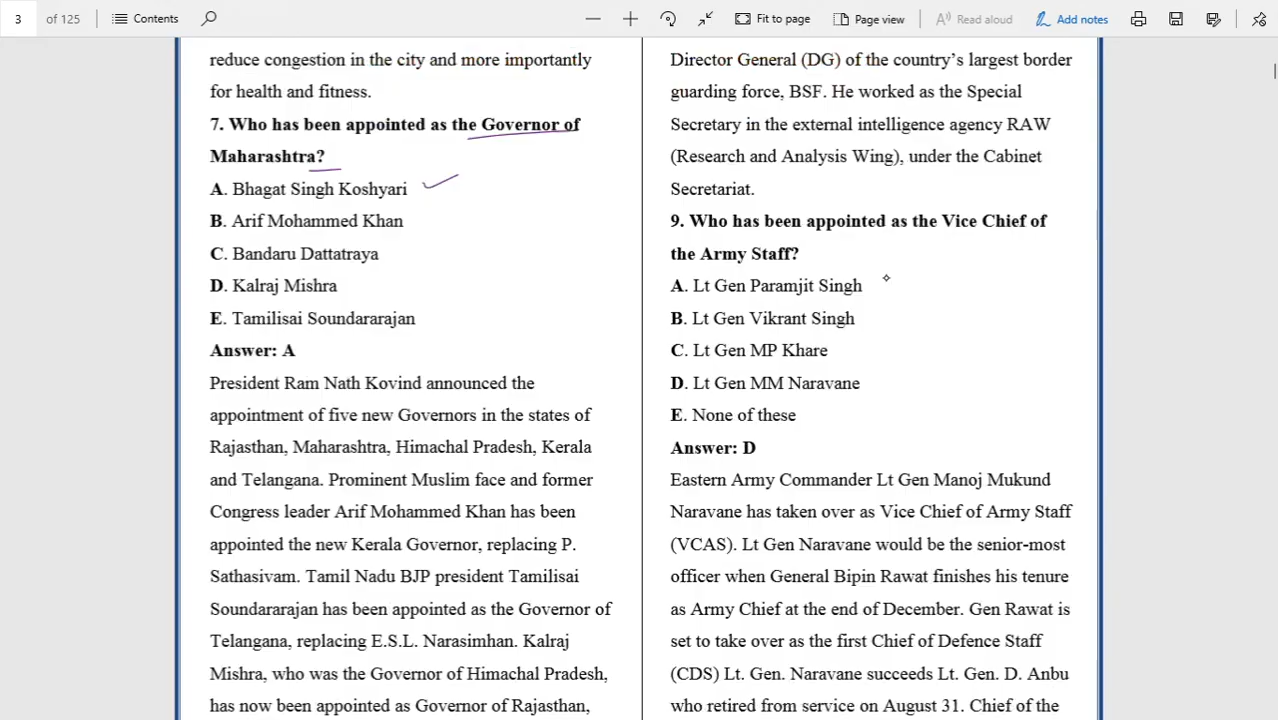 3 of 125 Contents Fit to page Page view Read aloud Add notes
reduce congestion in the city and more importantly
for health and fitness.
7. Who has been appointed as the Governor of
Maharashtra?
A. Bhagat Singh Koshyari
B. Arif Mohammed Khan
C. Bandaru Dattatraya
D. Kalraj Mishra
E. Tamilisai Soundararajan
Answer: A
President Ram Nath Kovind announced the
appointment of five new Governors in the states of
Rajasthan, Maharashtra, Himachal Pradesh, Kerala
and Telangana. Prominent Muslim face and former
Congress leader Arif Mohammed Khan has been
appointed the new Kerala Governor, replacing P.
Sathasivam. Tamil Nadu BJP president Tamilisai
Soundararajan has been appointed as the Governor of
Telangana, replacing E.S.L. Narasimhan. Kalraj
Mishra, who was the Governor of Himachal Pradesh,
has now been appointed as Governor of Rajasthan,
Director General (DG) of the country's largest border
guarding force, BSF. He worked as the Special
Secretary in the external intelligence agency RAW
(Research and Analysis Wing), under the Cabinet
Secretariat.
9. Who has been appointed as the Vice Chief of
the Army Staff?
A. Lt Gen Paramjit Singh
B. Lt Gen Vikrant Singh
C. Lt Gen MP Khare
D. Lt Gen MM Naravane
E. None of these
Answer: D
Eastern Army Commander Lt Gen Manoj Mukund
Naravane has taken over as Vice Chief of Army Staff
(VCAS). Lt Gen Naravane would be the senior-most
officer when General Bipin Rawat finishes his tenure
as Army Chief at the end of December. Gen Rawat is
set to take over as the first Chief of Defence Staff
(CDS) Lt. Gen. Naravane succeeds Lt. Gen. D. Anbu
who retired from service on August 31. Chief of the